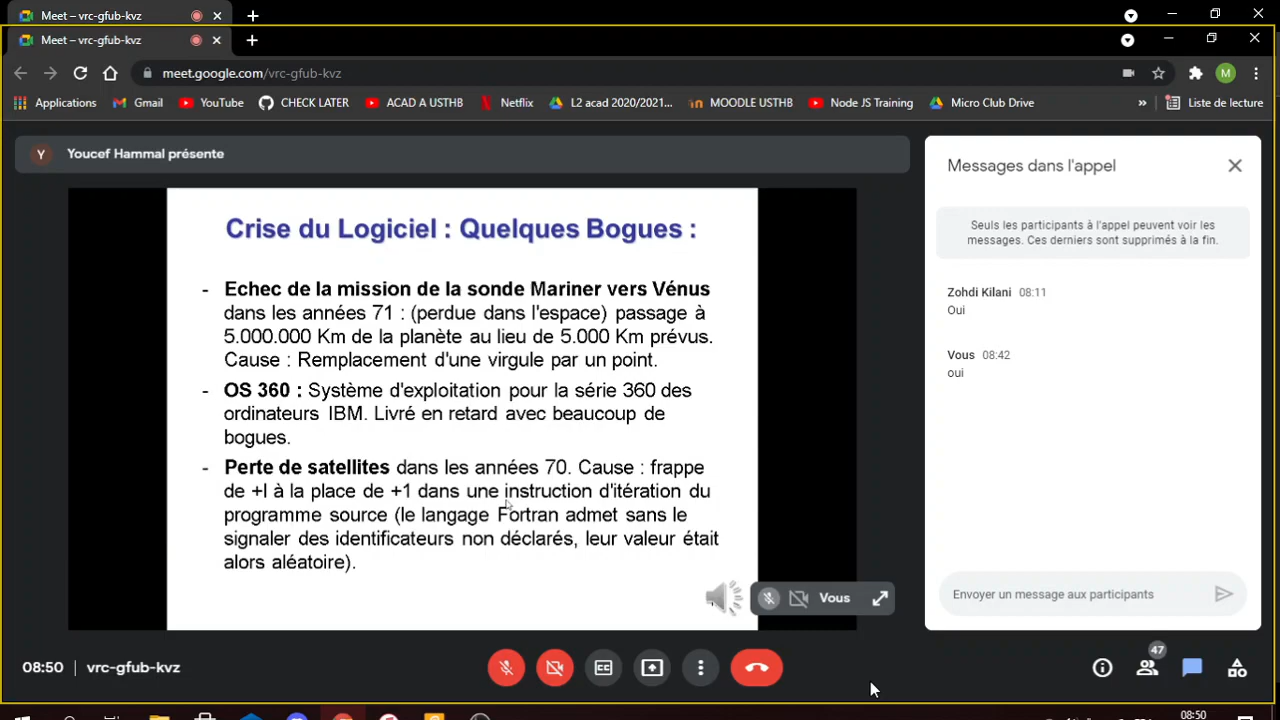 Meet – vrc-gfub-kvz
Meet – vrc-gfub-kvz
meet.google.com/vrc-gfub-kvz
M
Applications Gmail YouTube CHECK LATER ACAD A USTHB Netflix L2 acad 2020/2021... MOODLE USTHB Node JS Training Micro Club Drive » Liste de lecture
Y Youcef Hammal présente
Crise du Logiciel : Quelques Bogues :
- Echec de la mission de la sonde Mariner vers Vénus
dans les années 71 : (perdue dans l'espace) passage à
5.000.000 Km de la planète au lieu de 5.000 Km prévus.
Cause : Remplacement d'une virgule par un point.
- OS 360 : Système d'exploitation pour la série 360 des
ordinateurs IBM. Livré en retard avec beaucoup de
bogues.
- Perte de satellites dans les années 70. Cause : frappe
de +I à la place de +1 dans une instruction d'itération du
programme source (le langage Fortran admet sans le
signaler des identificateurs non déclarés, leur valeur était
alors aléatoire).
Vous
Messages dans l'appel
Seuls les participants à l'appel peuvent voir les
messages. Ces derniers sont supprimés à la fin.
Zohdi Kilani 08:11
Oui
Vous 08:42
oui
Envoyer un message aux participants
08:50 | vrc-gfub-kvz
47
08:50